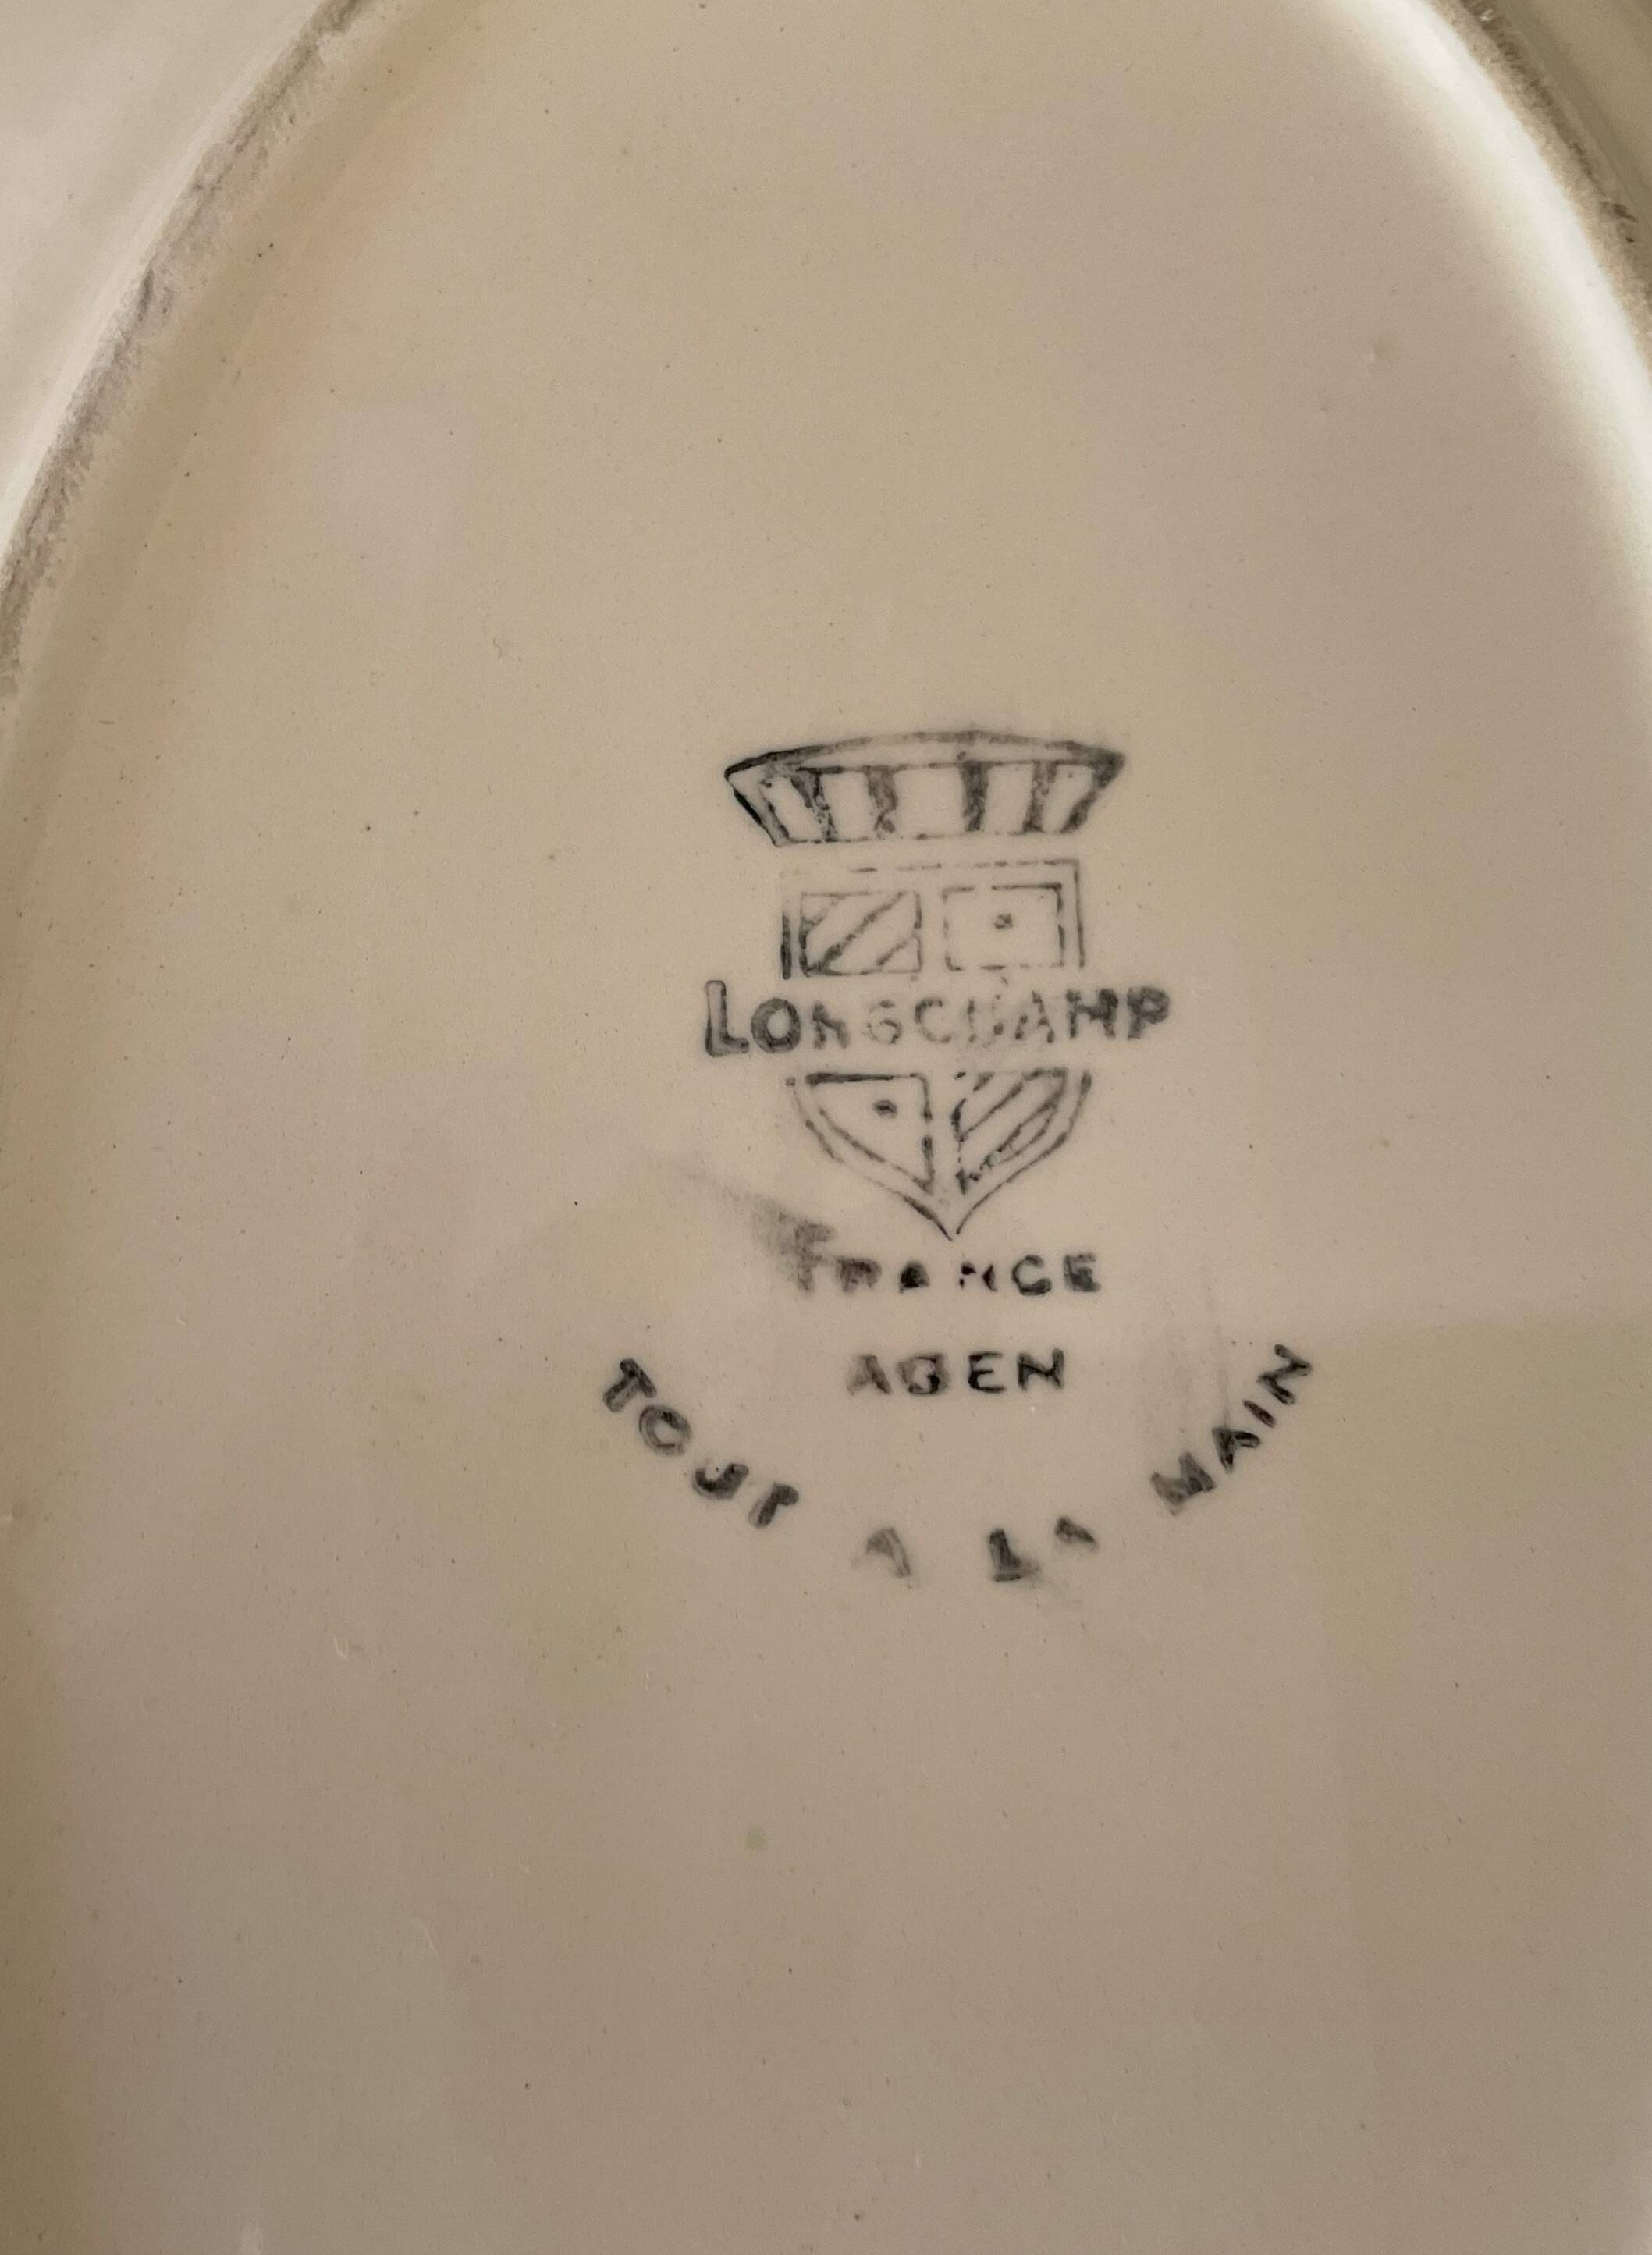 LONGCHAMP
FRANCE
AGEN
TOUT A LA MAIN